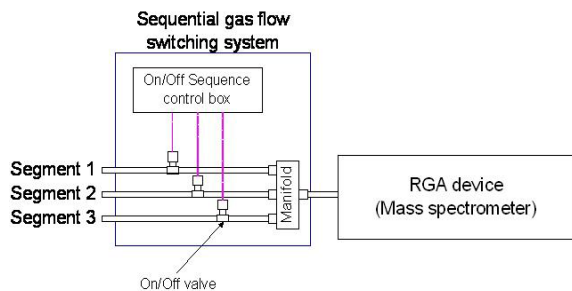 Sequential gas flow
switching system
On/Off Sequence
control box
Segment 1
Segment 2
Segment 3
Manifold
RGA device
(Mass spectrometer)
On/Off valve